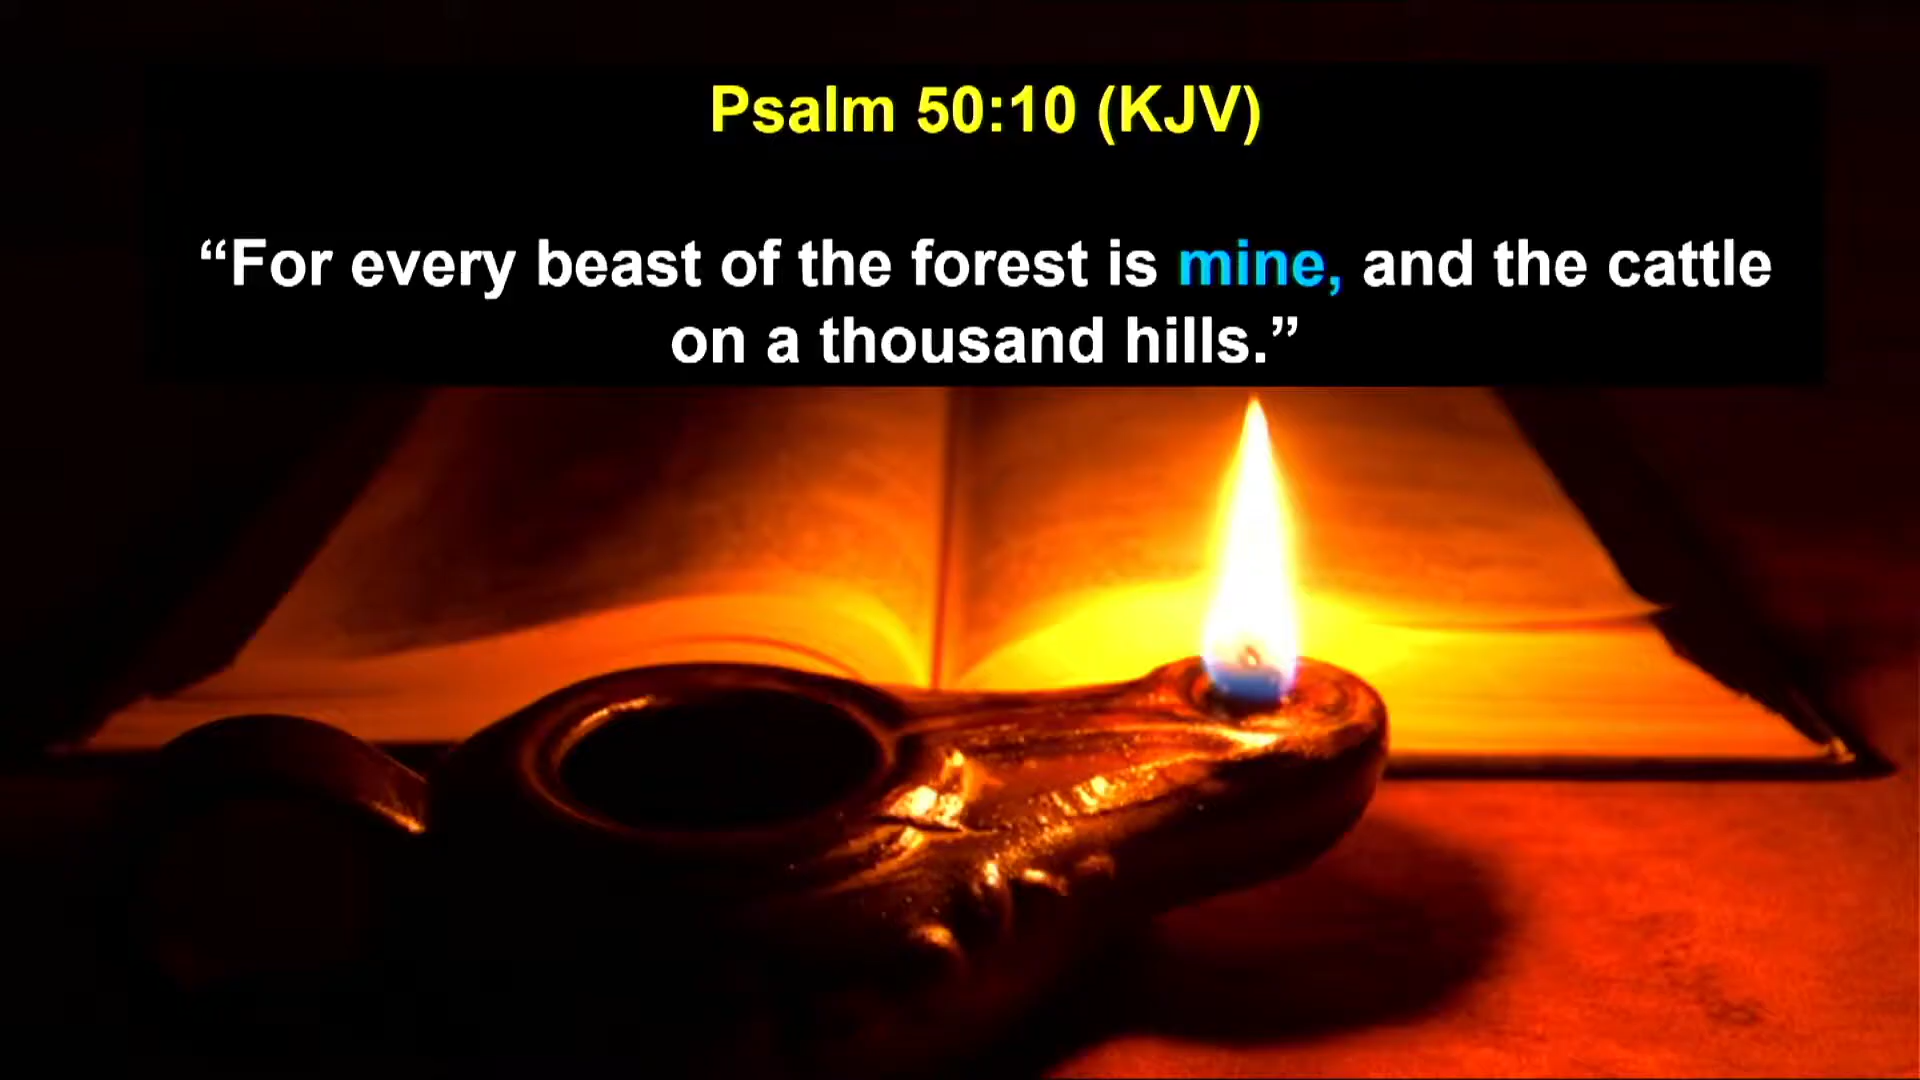 Psalm 50:10 (KJV)
“For every beast of the forest is mine, and the cattle
on a thousand hills.”